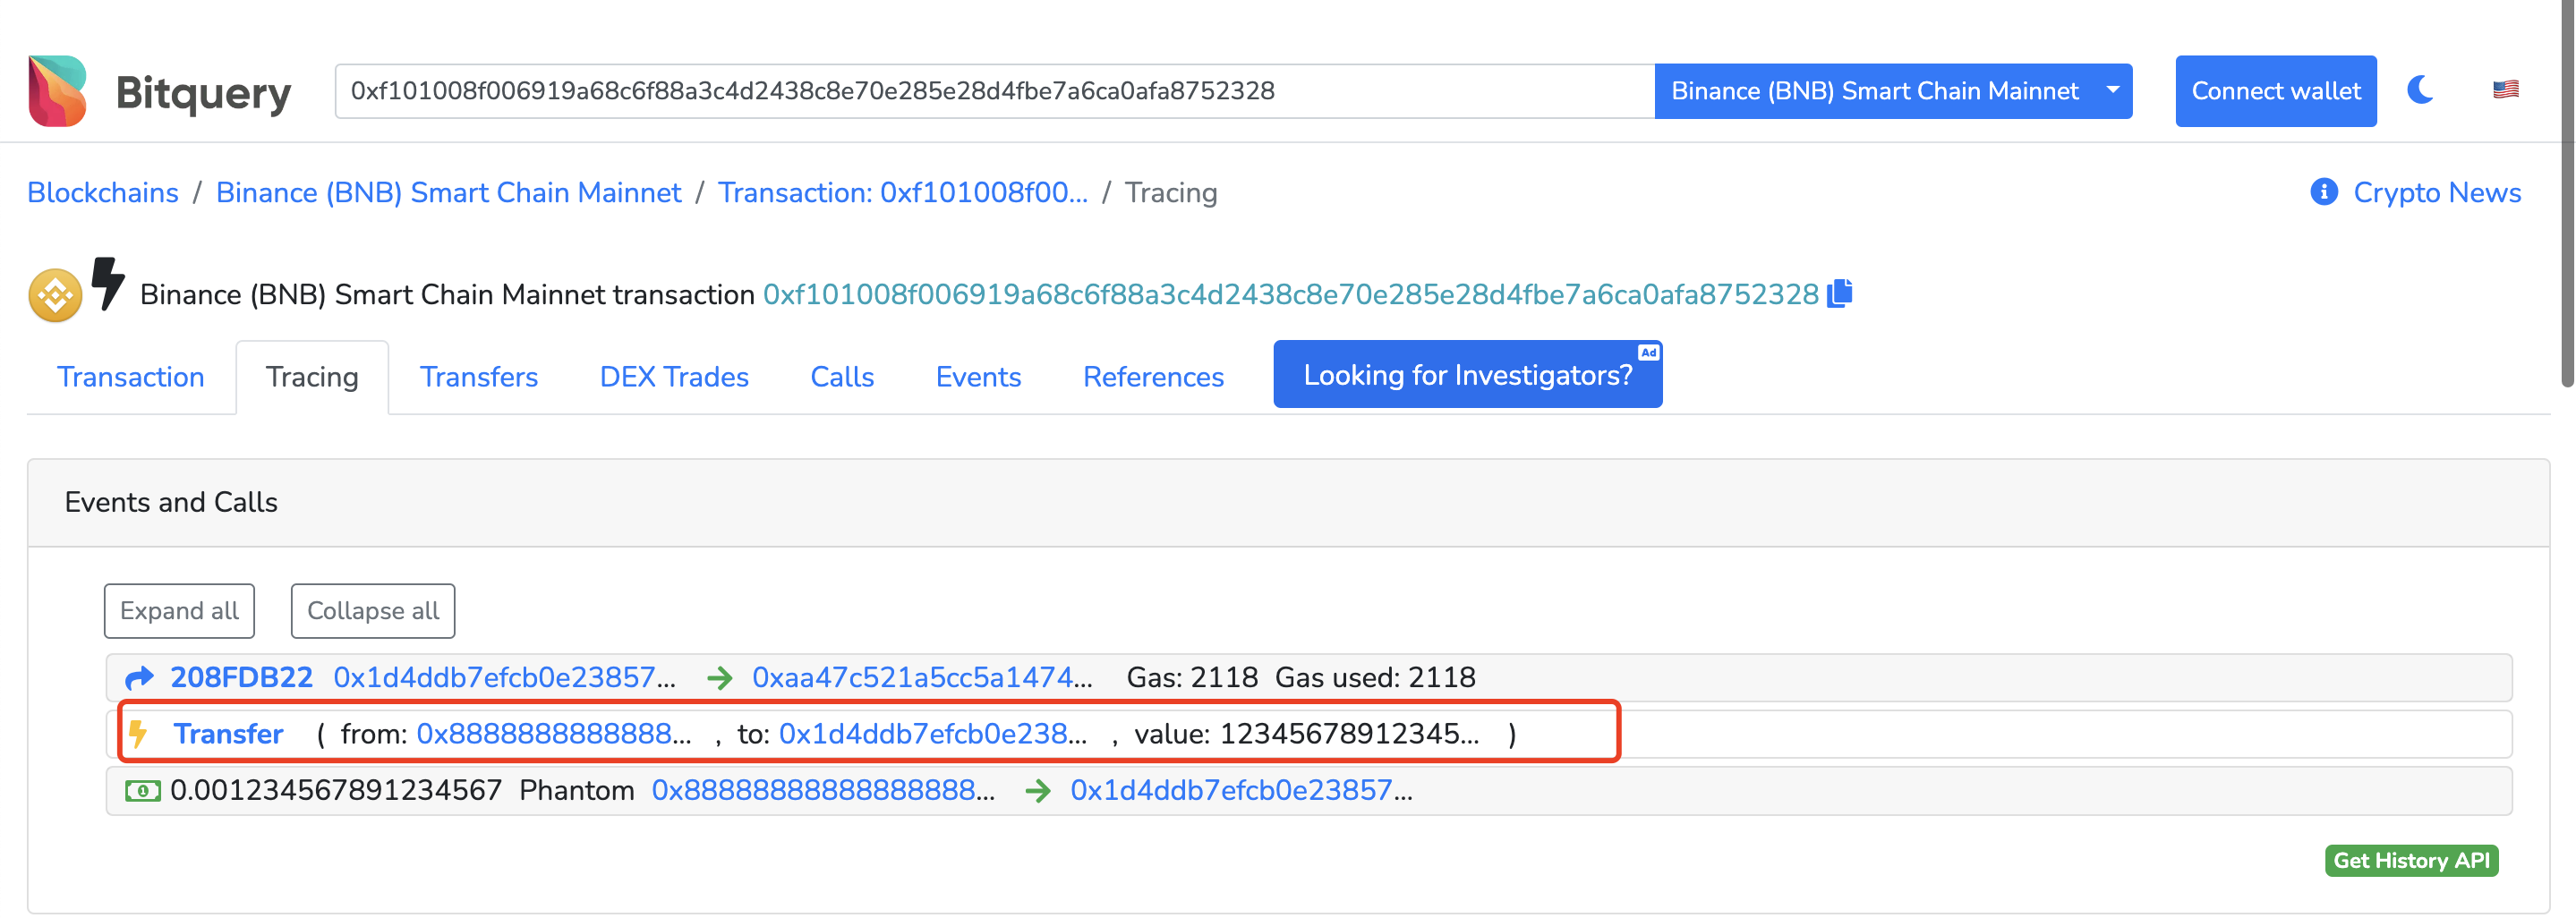 Bitquery 0xf101008f006919a68c6f88a3c4d2438c8e70e285e28d4fbe7a6ca0afa8752328 Binance (BNB) Smart Chain Mainnet Connect wallet
Blockchains / Binance (BNB) Smart Chain Mainnet / Transaction: 0xf101008f00... / Tracing Crypto News
Binance (BNB) Smart Chain Mainnet transaction 0xf101008f006919a68c6f88a3c4d2438c8e70e285e28d4fbe7a6ca0afa8752328
Transaction Tracing Transfers DEX Trades Calls Events References Looking for Investigators? Ad
Events and Calls
Expand all Collapse all
208FDB22 0x1d4ddb7efcb0e23857... → 0xaa47c521a5cc5a1474... Gas: 2118 Gas used: 2118
Transfer ( from: 0x8888888888888... , to: 0x1d4ddb7efcb0e238... , value: 12345678912345... )
0.001234567891234567 Phantom 0x88888888888888888... → 0x1d4ddb7efcb0e23857...
Get History API